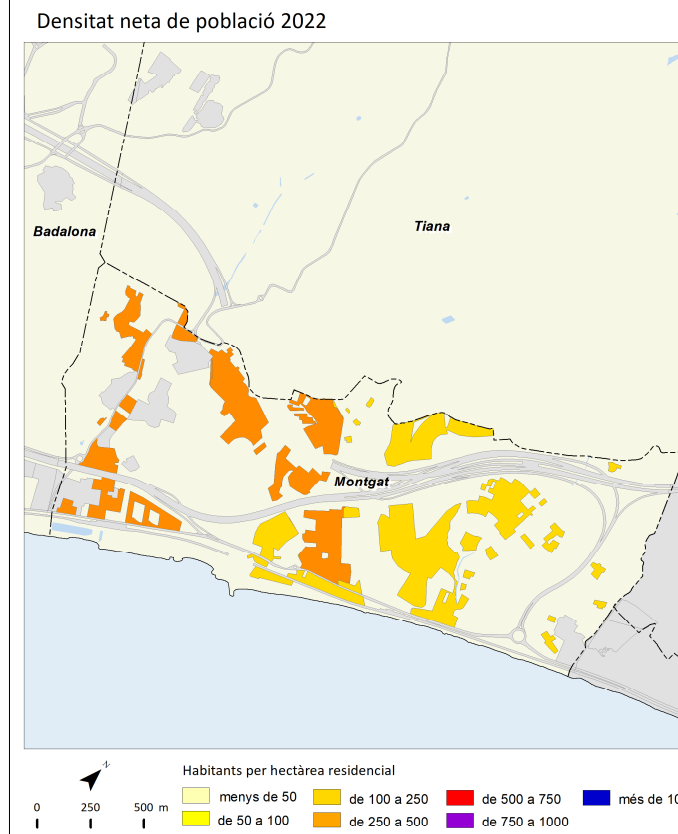 Densitat neta de població 2022
Badalona
Tiana
Montgat
N
0 250 500 m
Habitants per hectàrea residencial
menys de 50
de 50 a 100
de 100 a 250
de 250 a 500
de 500 a 750
de 750 a 1000
més de 10